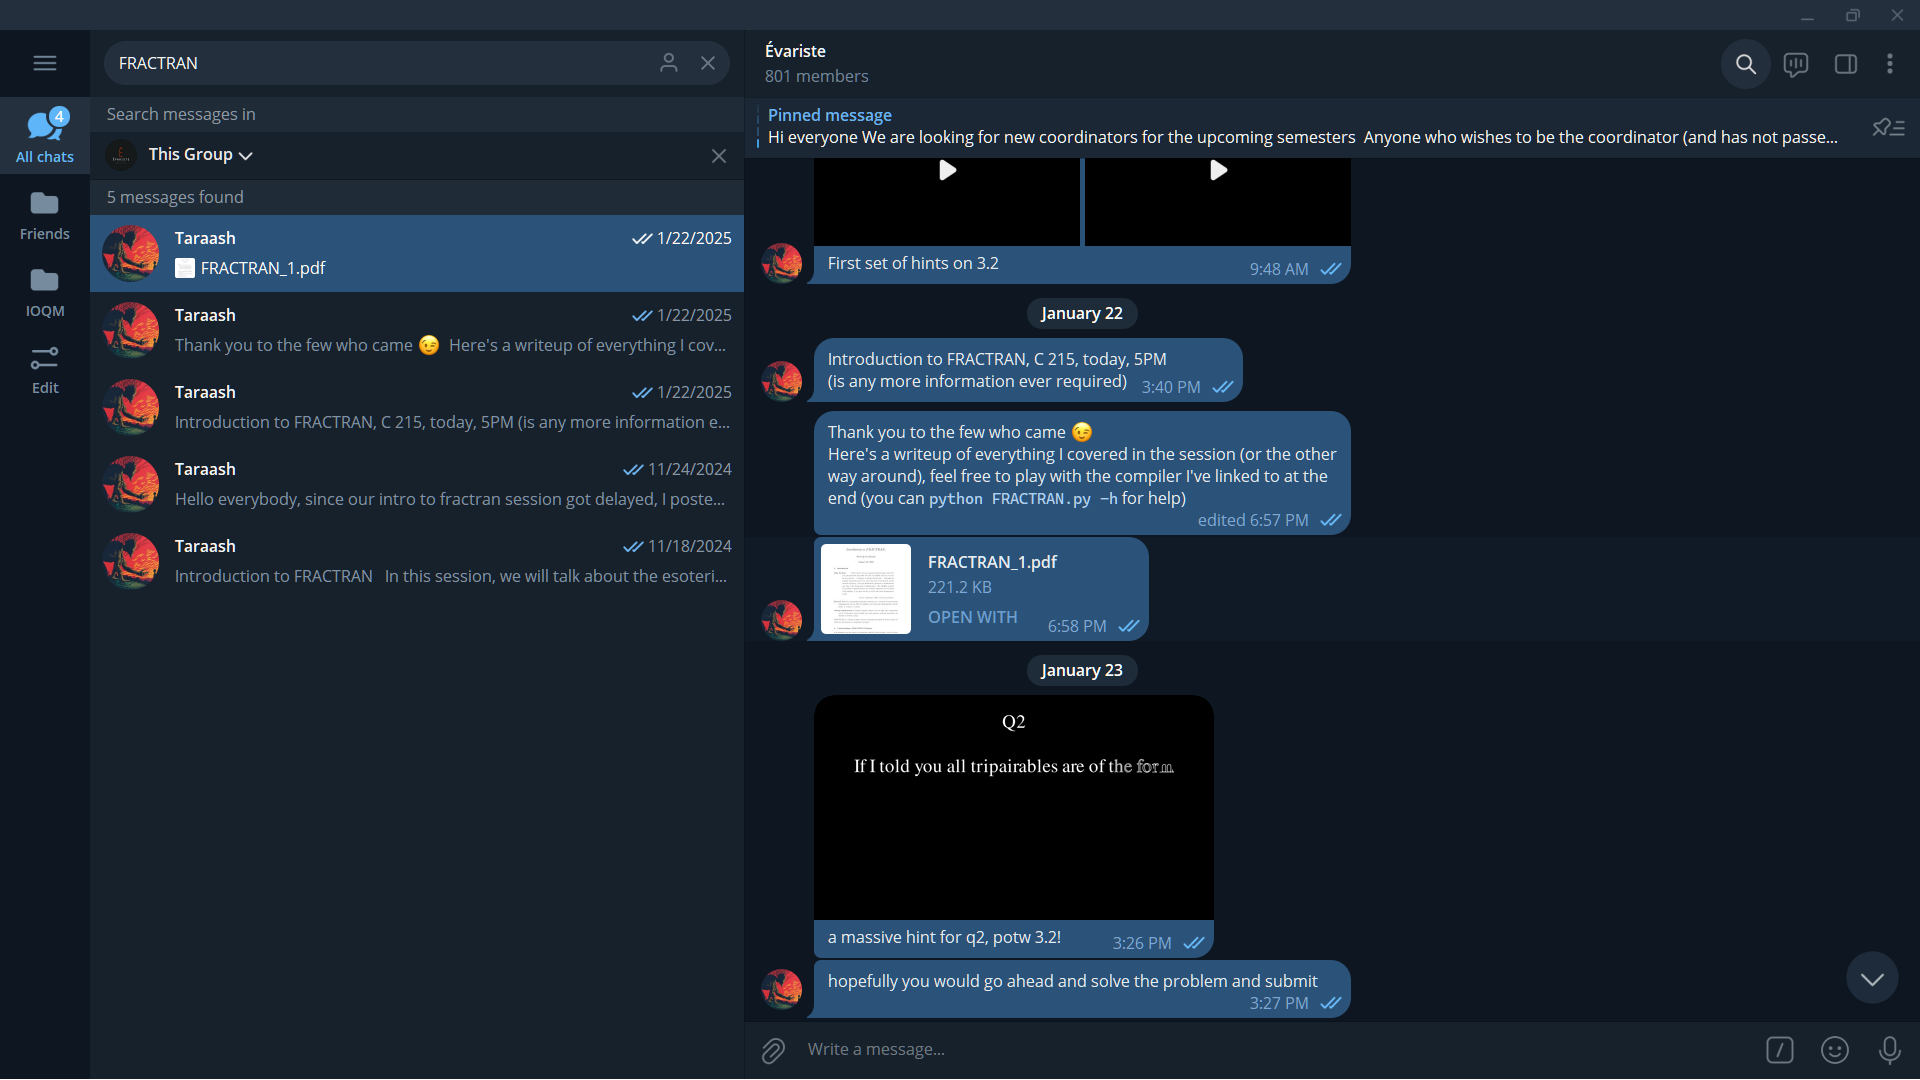 FRACTRAN
Search messages in
This Group
5 messages found
Taraash 1/22/2025
FRACTRAN_1.pdf
Taraash 1/22/2025
Thank you to the few who came 😉 Here's a writeup of everything I cov...
Taraash 1/22/2025
Introduction to FRACTRAN, C 215, today, 5PM (is any more information e...
Taraash 11/24/2024
Hello everybody, since our intro to fractran session got delayed, I poste...
Taraash 11/18/2024
Introduction to FRACTRAN In this session, we will talk about the esoteri...
4
All chats
Friends
IOQM
Edit
Évariste
801 members
Pinned message
Hi everyone We are looking for new coordinators for the upcoming semesters Anyone who wishes to be the coordinator (and has not passe...
First set of hints on 3.2
9:48 AM
January 22
Introduction to FRACTRAN, C 215, today, 5PM
(is any more information ever required) 3:40 PM
Thank you to the few who came 😉
Here's a writeup of everything I covered in the session (or the other
way around), feel free to play with the compiler I've linked to at the
end (you can python FRACTRAN.py -h for help)
edited 6:57 PM
FRACTRAN_1.pdf
221.2 KB
OPEN WITH
6:58 PM
January 23
Q2
If I told you all tripairables are of the form
a massive hint for q2, potw 3.2!
3:26 PM
hopefully you would go ahead and solve the problem and submit
3:27 PM
Write a message...